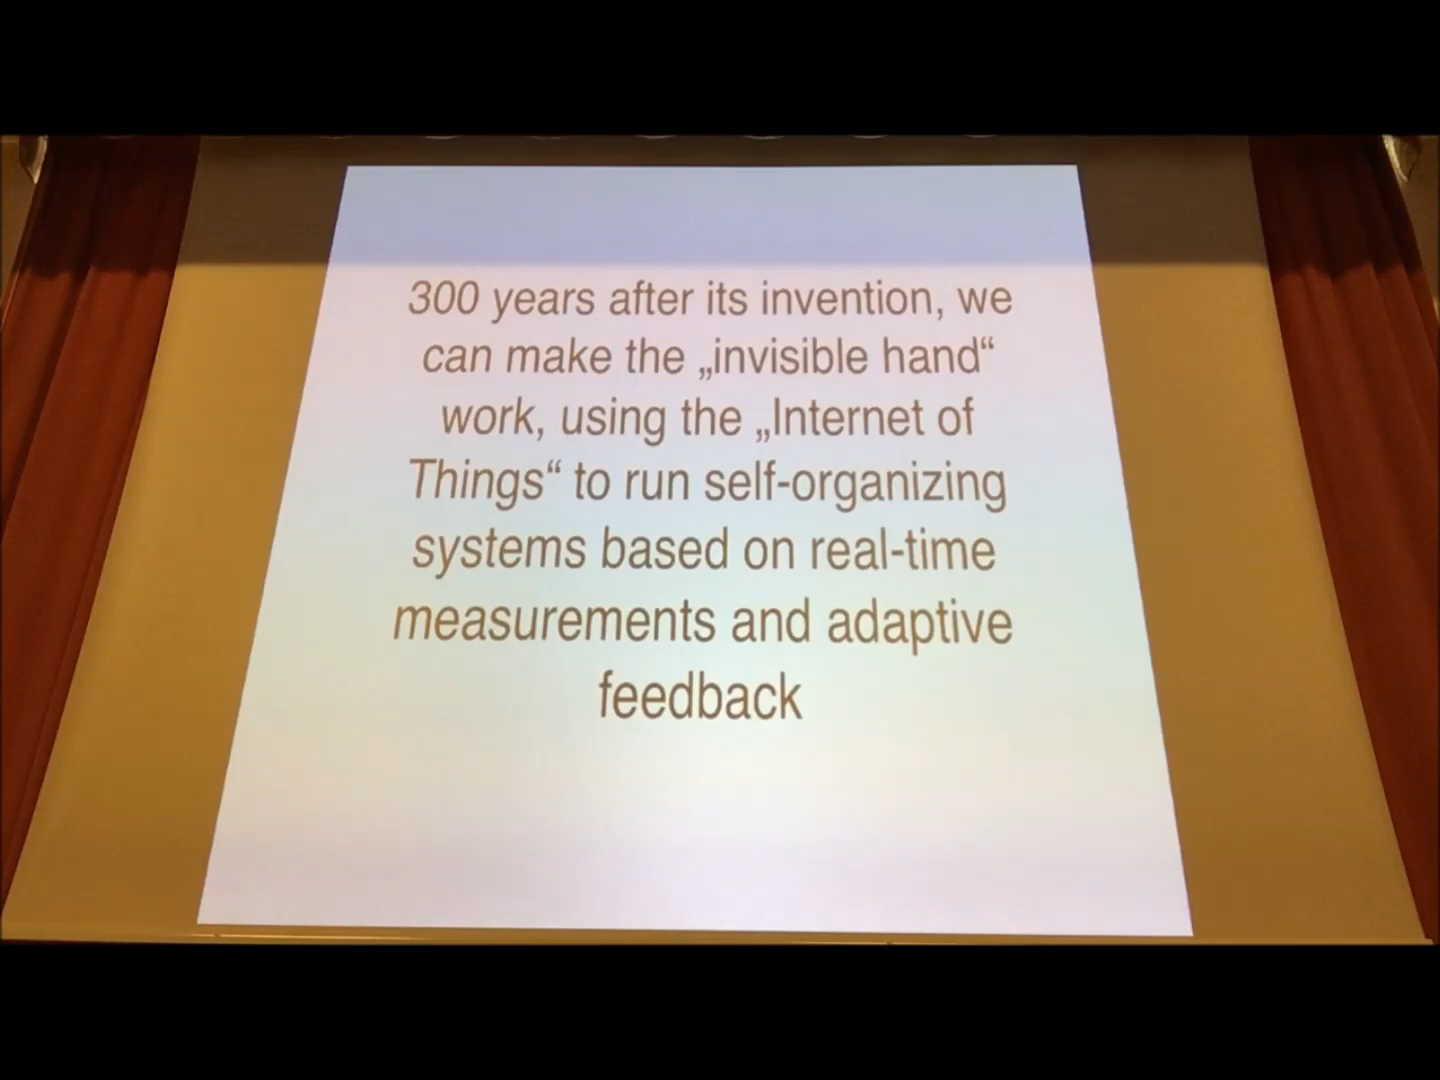 300 years after its invention, we
can make the „invisible hand“
work, using the „Internet of
Things“ to run self-organizing
systems based on real-time
measurements and adaptive
feedback